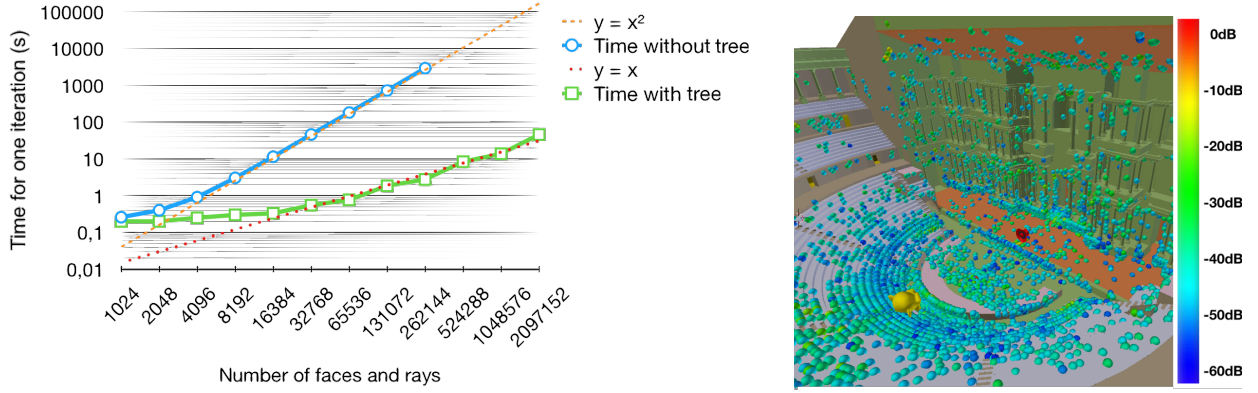 100000
10000
1000
100
10
1
0,1
0,01
Time for one iteration (s)
1024
2048
4096
8192
16384
32768
65536
131072
262144
524288
1048576
2097152
Number of faces and rays
y = x²
Time without tree
y = x
Time with tree
0dB
-10dB
-20dB
-30dB
-40dB
-50dB
-60dB